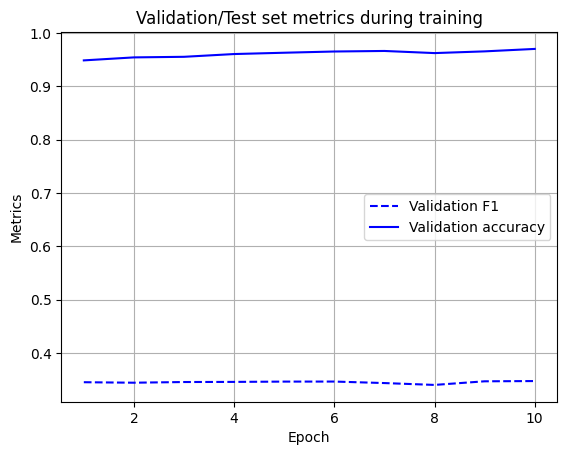 Validation/Test set metrics during training
1.0
0.9
0.8
0.7
0.6
0.5
0.4
Metrics
Validation F1
Validation accuracy
2
4
6
8
10
Epoch